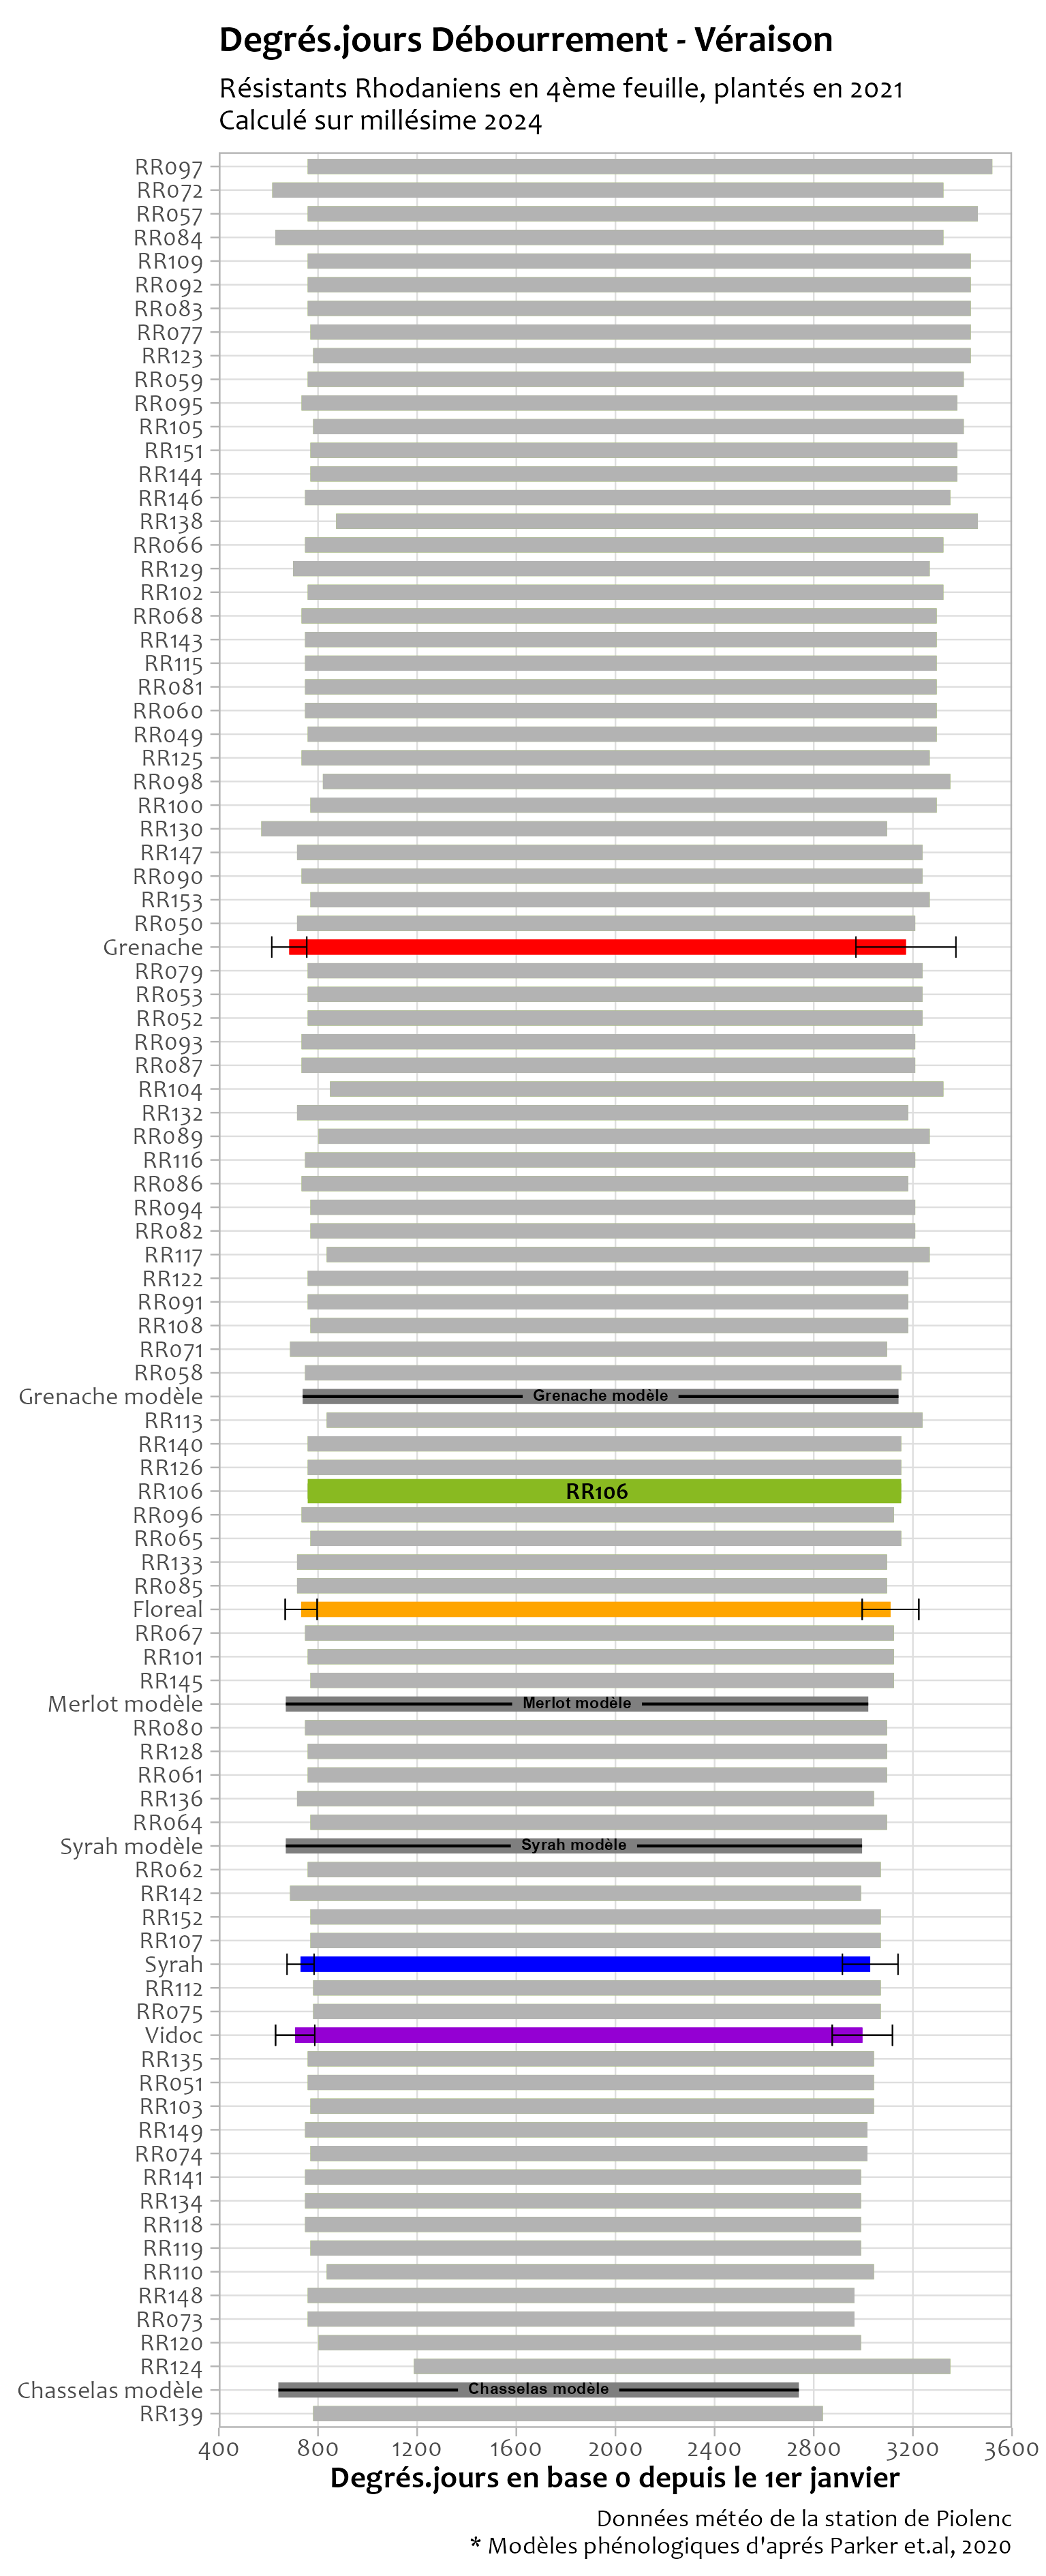 Degrés.jours Débourrement - Véraison
Résistants Rhodaniens en 4ème feuille, plantés en 2021
Calculé sur millésime 2024
RR097
RR072
RR057
RR084
RR109
RR092
RR083
RR077
RR123
RR059
RR095
RR105
RR151
RR144
RR146
RR138
RR066
RR129
RR102
RR068
RR143
RR115
RR081
RR060
RR049
RR125
RR098
RR100
RR130
RR147
RR090
RR153
RR050
Grenache
RR079
RR053
RR052
RR093
RR087
RR104
RR132
RR089
RR116
RR086
RR094
RR082
RR117
RR122
RR091
RR108
RR071
RR058
Grenache modèle Grenache modèle
RR113
RR140
RR126
RR106 RR106
RR096
RR065
RR133
RR085
Floreal
RR067
RR101
RR145
Merlot modèle Merlot modèle
RR080
RR128
RR061
RR136
RR064
Syrah modèle Syrah modèle
RR062
RR142
RR152
RR107
Syrah
RR112
RR075
Vidoc
RR135
RR051
RR103
RR149
RR074
RR141
RR134
RR118
RR119
RR110
RR148
RR073
RR120
RR124
Chasselas modèle Chasselas modèle
RR139
400 800 1200 1600 2000 2400 2800 3200 3600
Degrés.jours en base 0 depuis le 1er janvier
Données météo de la station de Piolenc
* Modèles phénologiques d'aprés Parker et.al, 2020